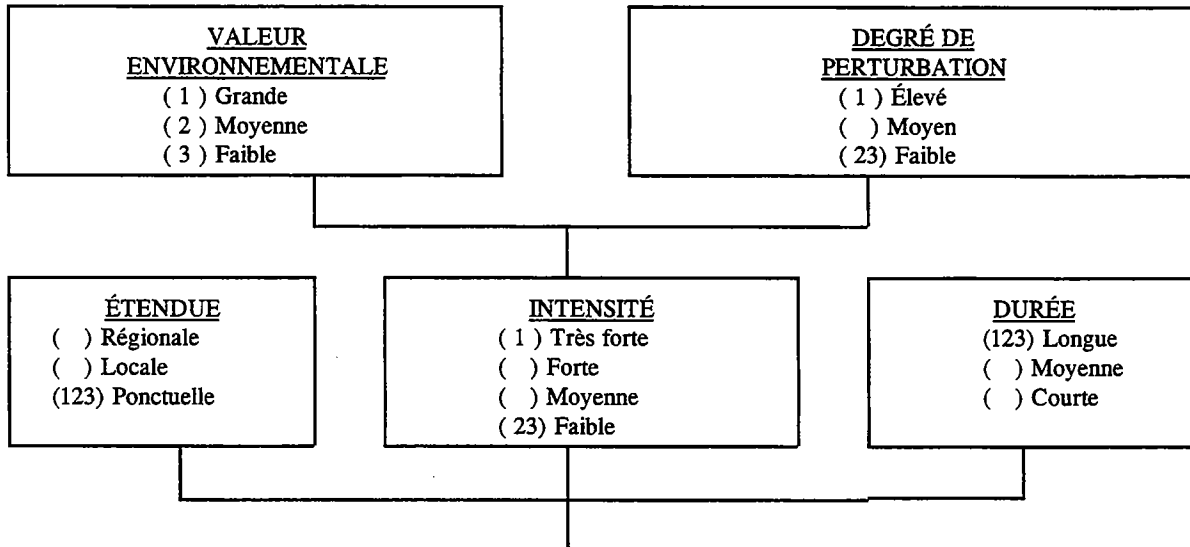 VALEUR
ENVIRONNEMENTALE
( 1 ) Grande
( 2 ) Moyenne
( 3 ) Faible
DEGRÉ DE
PERTURBATION
( 1 ) Élevé
( ) Moyen
(23) Faible
ÉTENDUE
( ) Régionale
( ) Locale
(123) Ponctuelle
INTENSITÉ
( 1 ) Très forte
( ) Forte
( ) Moyenne
( 23) Faible
DURÉE
(123) Longue
( ) Moyenne
( ) Courte